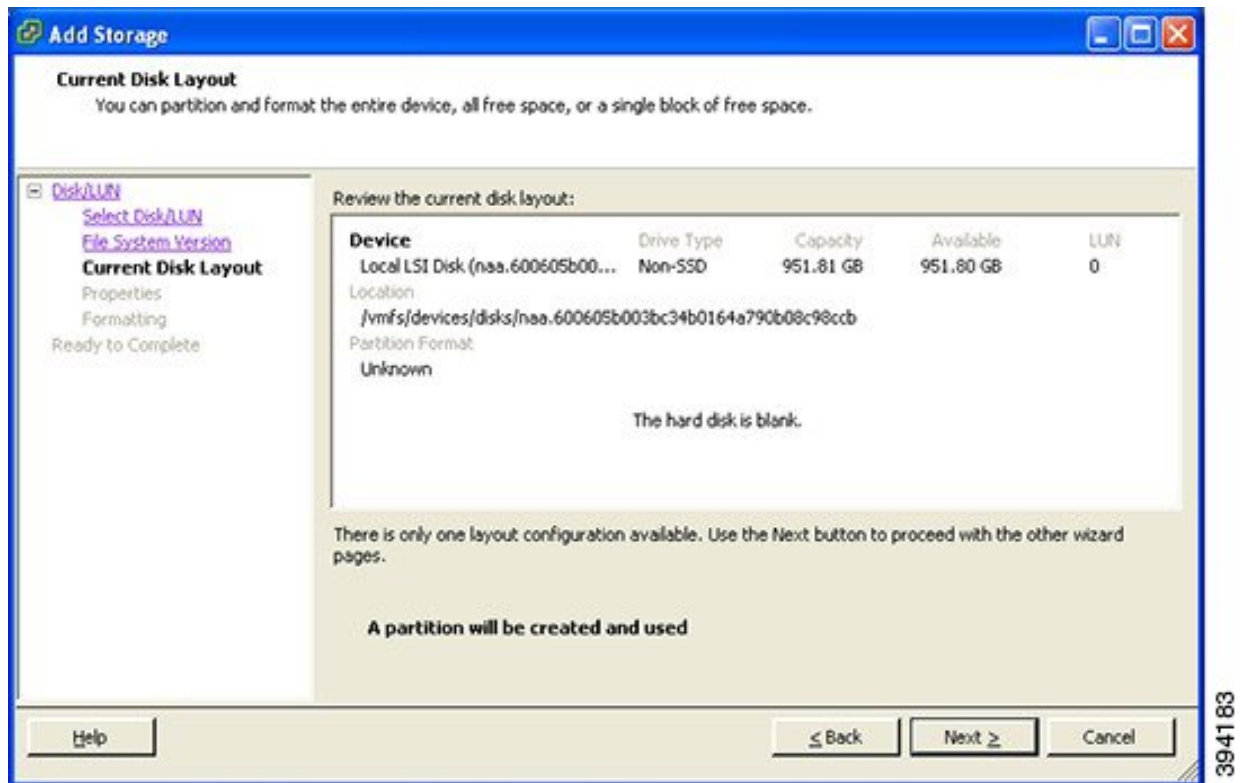 Add Storage
Current Disk Layout
You can partition and format the entire device, all free space, or a single block of free space.
Disk/LUN
Select Disk/LUN
File System Version
Current Disk Layout
Properties
Formatting
Ready to Complete
Review the current disk layout:
Device Drive Type Capacity Available LUN
Local LSI Disk (naa.600605b00... Non-SSD 951.81 GB 951.80 GB 0
Location
/vmfs/devices/disks/naa.600605b003bc34b0164a790b08c98ccb
Partition Format
Unknown
The hard disk is blank.
There is only one layout configuration available. Use the Next button to proceed with the other wizard
pages.
A partition will be created and used
Help
≤ Back
Next ≥
Cancel
394183